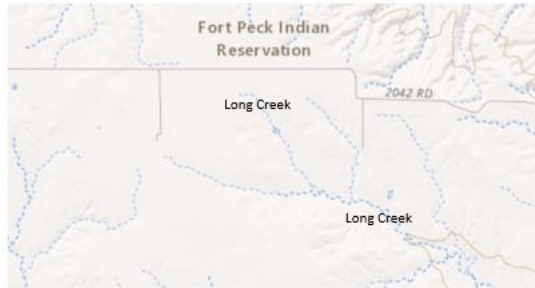 Fort Peck Indian
Reservation
2042 RD
Long Creek
Long Creek